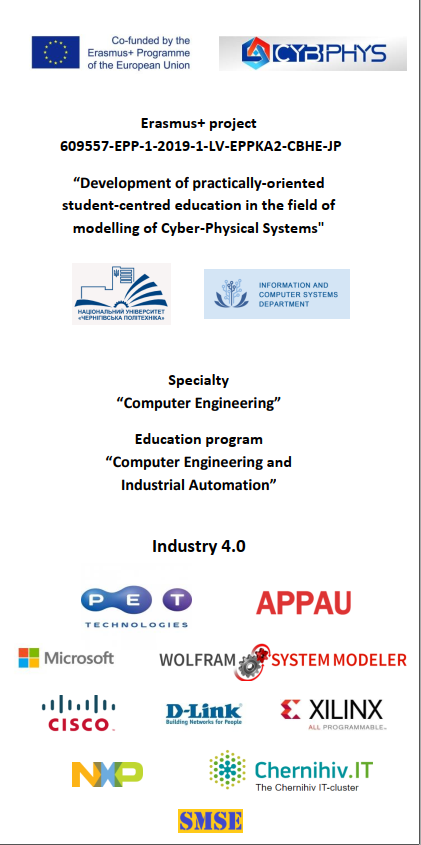 Co-funded by the
Erasmus+ Programme
of the European Union
CYBPHYS
Erasmus+ project
609557-EPP-1-2019-1-LV-EPPKA2-CBHE-JP
“Development of practically-oriented
student-centred education in the field of
modelling of Cyber-Physical Systems"
НАЦІОНАЛЬНИЙ УНІВЕРСИТЕТ
«ЧЕРНІГІВСЬКА ПОЛІТЕХНІКА»
INFORMATION AND
COMPUTER SYSTEMS
DEPARTMENT
Specialty
“Computer Engineering”
Education program
“Computer Engineering and
Industrial Automation”
Industry 4.0
PET
TECHNOLOGIES
APPAU
Microsoft
WOLFRAM SYSTEM MODELER
CISCO
D-Link
Building Networks for People
XILINX
ALL PROGRAMMABLE
NXP
Chernihiv.IT
The Chernihiv IT-cluster
SMSE